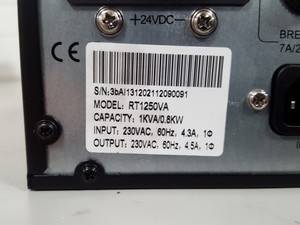 +24VDC-
BRE
7A/2
CE
S/N:3bAI131202112090091
MODEL: RT1250VA
CAPACITY: 1KVA/0.8KW
INPUT: 230VAC, 60Hz, 4.3A, 1Φ
OUTPUT: 230VAC, 60Hz, 4.5A, 1Φ